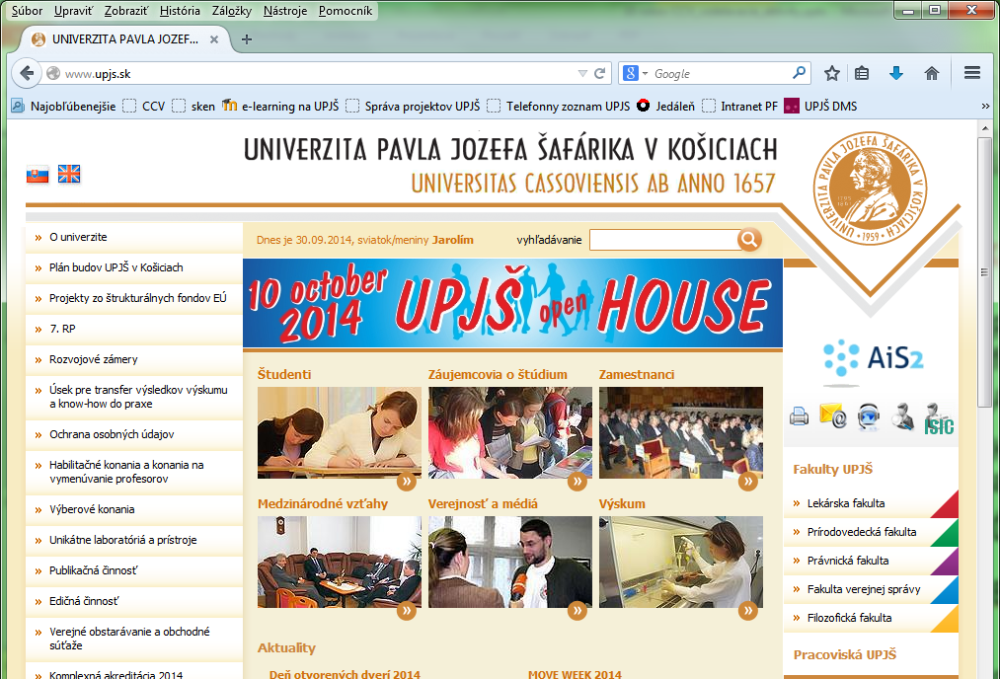 Súbor Upraviť Zobraziť História Záložky Nástroje Pomocník
UNIVERZITA PAVLA JOZEF...
www.upjs.sk
Google
Najobľúbenejšie CCV sken e-learning na UPJŠ Správa projektov UPJŠ Telefonny zoznam UPJS Jedáleň Intranet PF UPJŠ DMS
UNIVERZITA PAVLA JOZEFA ŠAFÁRIKA V KOŠICIACH
UNIVERSITAS CASSOVIENSIS AB ANNO 1657
UNIVERZITA PAVLA JOZEFA ŠAFÁRIKA V KOŠICIACH
1959
Dnes je 30.09.2014, sviatok/meniny Jarolím
vyhľadávanie
O univerzite
Plán budov UPJŠ v Košiciach
Projekty zo štrukturálnych fondov EÚ
7. RP
Rozvojové zámery
Úsek pre transfer výsledkov výskumu
a know-how do praxe
Ochrana osobných údajov
Habilitačné konania a konania na
vymenúvanie profesorov
Výberové konania
Unikátne laboratóriá a prístroje
Publikačná činnosť
Edičná činnosť
Verejné obstarávanie a obchodné
súťaže
Komplexná akreditácia 2014
10 october
2014
UPJŠ open HOUSE
Študenti
Záujemcovia o štúdium
Zamestnanci
Medzinárodné vzťahy
Verejnosť a médiá
Výskum
Aktuality
Deň otvorených dverí 2014
MOVE WEEK 2014
AiS2
ISIC
Fakulty UPJŠ
Lekárska fakulta
Prírodovedecká fakulta
Právnická fakulta
Fakulta verejnej správy
Filozofická fakulta
Pracoviská UPJŠ